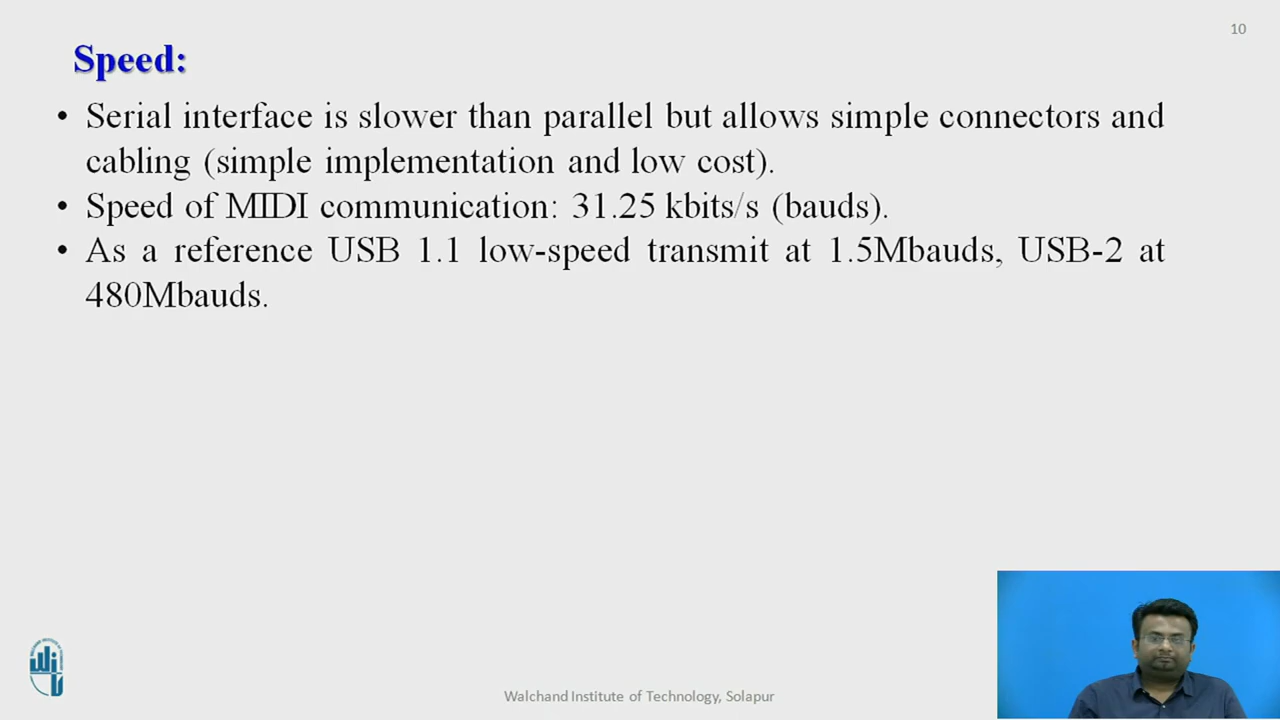 10
Speed:
• Serial interface is slower than parallel but allows simple connectors and
cabling (simple implementation and low cost).
• Speed of MIDI communication: 31.25 kbits/s (bauds).
• As a reference USB 1.1 low-speed transmit at 1.5Mbauds, USB-2 at
480Mbauds.
Walchand Institute of Technology, Solapur